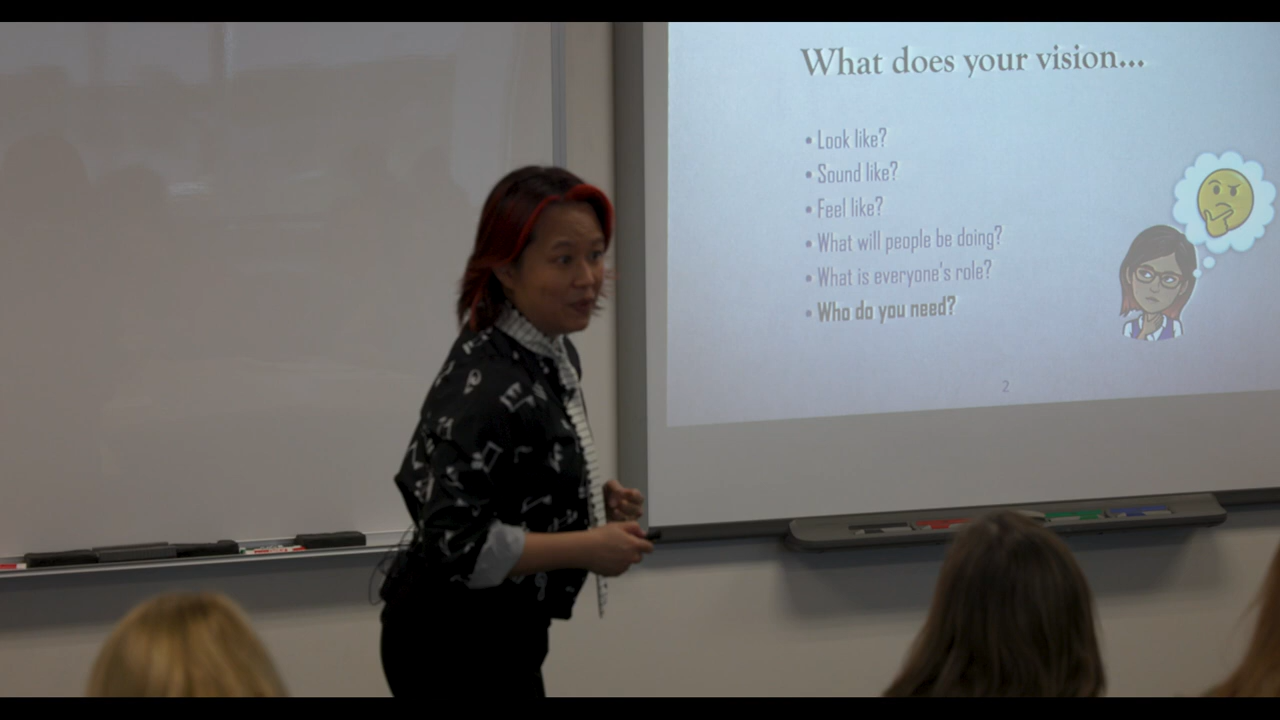 What does your vision...
• Look like?
• Sound like?
• Feel like?
• What will people be doing?
• What is everyone's role?
• Who do you need?
2